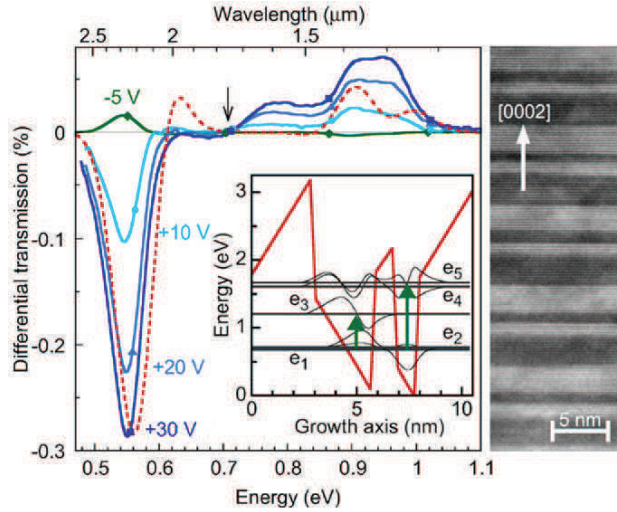 Wavelength (μm)
2.5 2 1.5
Differential transmission (%)
0.1
0
-0.1
-0.2
-0.3
-5 V
+10 V
+20 V
+30 V
Energy (eV)
3
2
1
0
e5
e4
e3
e2
e1
0 5 10
Growth axis (nm)
0.5 0.6 0.7 0.8 0.9 1 1.1
Energy (eV)
[0002]
5 nm